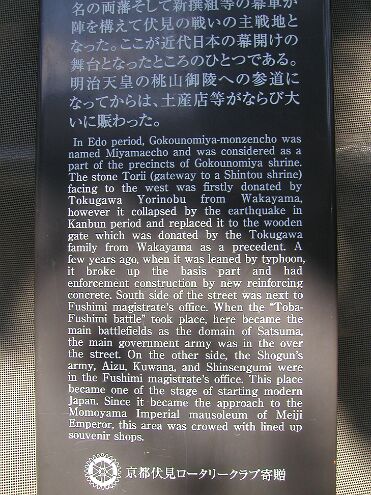 名の両藩そして新撰組等の幕軍が
陣を構えて伏見の戦いの主戦地と
なった。ここが近代日本の幕開けの
舞台となったところのひとつである。
明治天皇の桃山御陵への参道に
なってからは、土産店等がならび大
いに賑わった。
In Edo period, Gokounomiya-monzencho was
named Miyamaecho and was considered as a
part of the precincts of Gokounomiya shrine.
The stone Torii (gateway to a Shintou shrine)
facing to the west was firstly donated by
Tokugawa Yorinobu from Wakayama,
however it collapsed by the earthquake in
Kanbun period and replaced it to the wooden
gate which was donated by the Tokugawa
family from Wakayama as a precedent. A
few years ago, when it was leaned by typhoon,
it broke up the basis part and had
enforcement construction by new reinforcing
concrete. South side of the street was next to
Fushimi magistrate's office. When the "Toba-
Fushimi battle" took place, here became the
main battlefields as the domain of Satsuma,
the main government army was in the over
the street. On the other side, the Shogun's
army, Aizu, Kuwana, and Shinsengumi were
in the Fushimi magistrate's office. This place
became one of the stage of starting modern
Japan. Since it became the approach to the
Momoyama Imperial mausoleum of Meiji
Emperor, this area was crowed with lined up
souvenir shops.
京都伏見ロータリークラブ寄贈